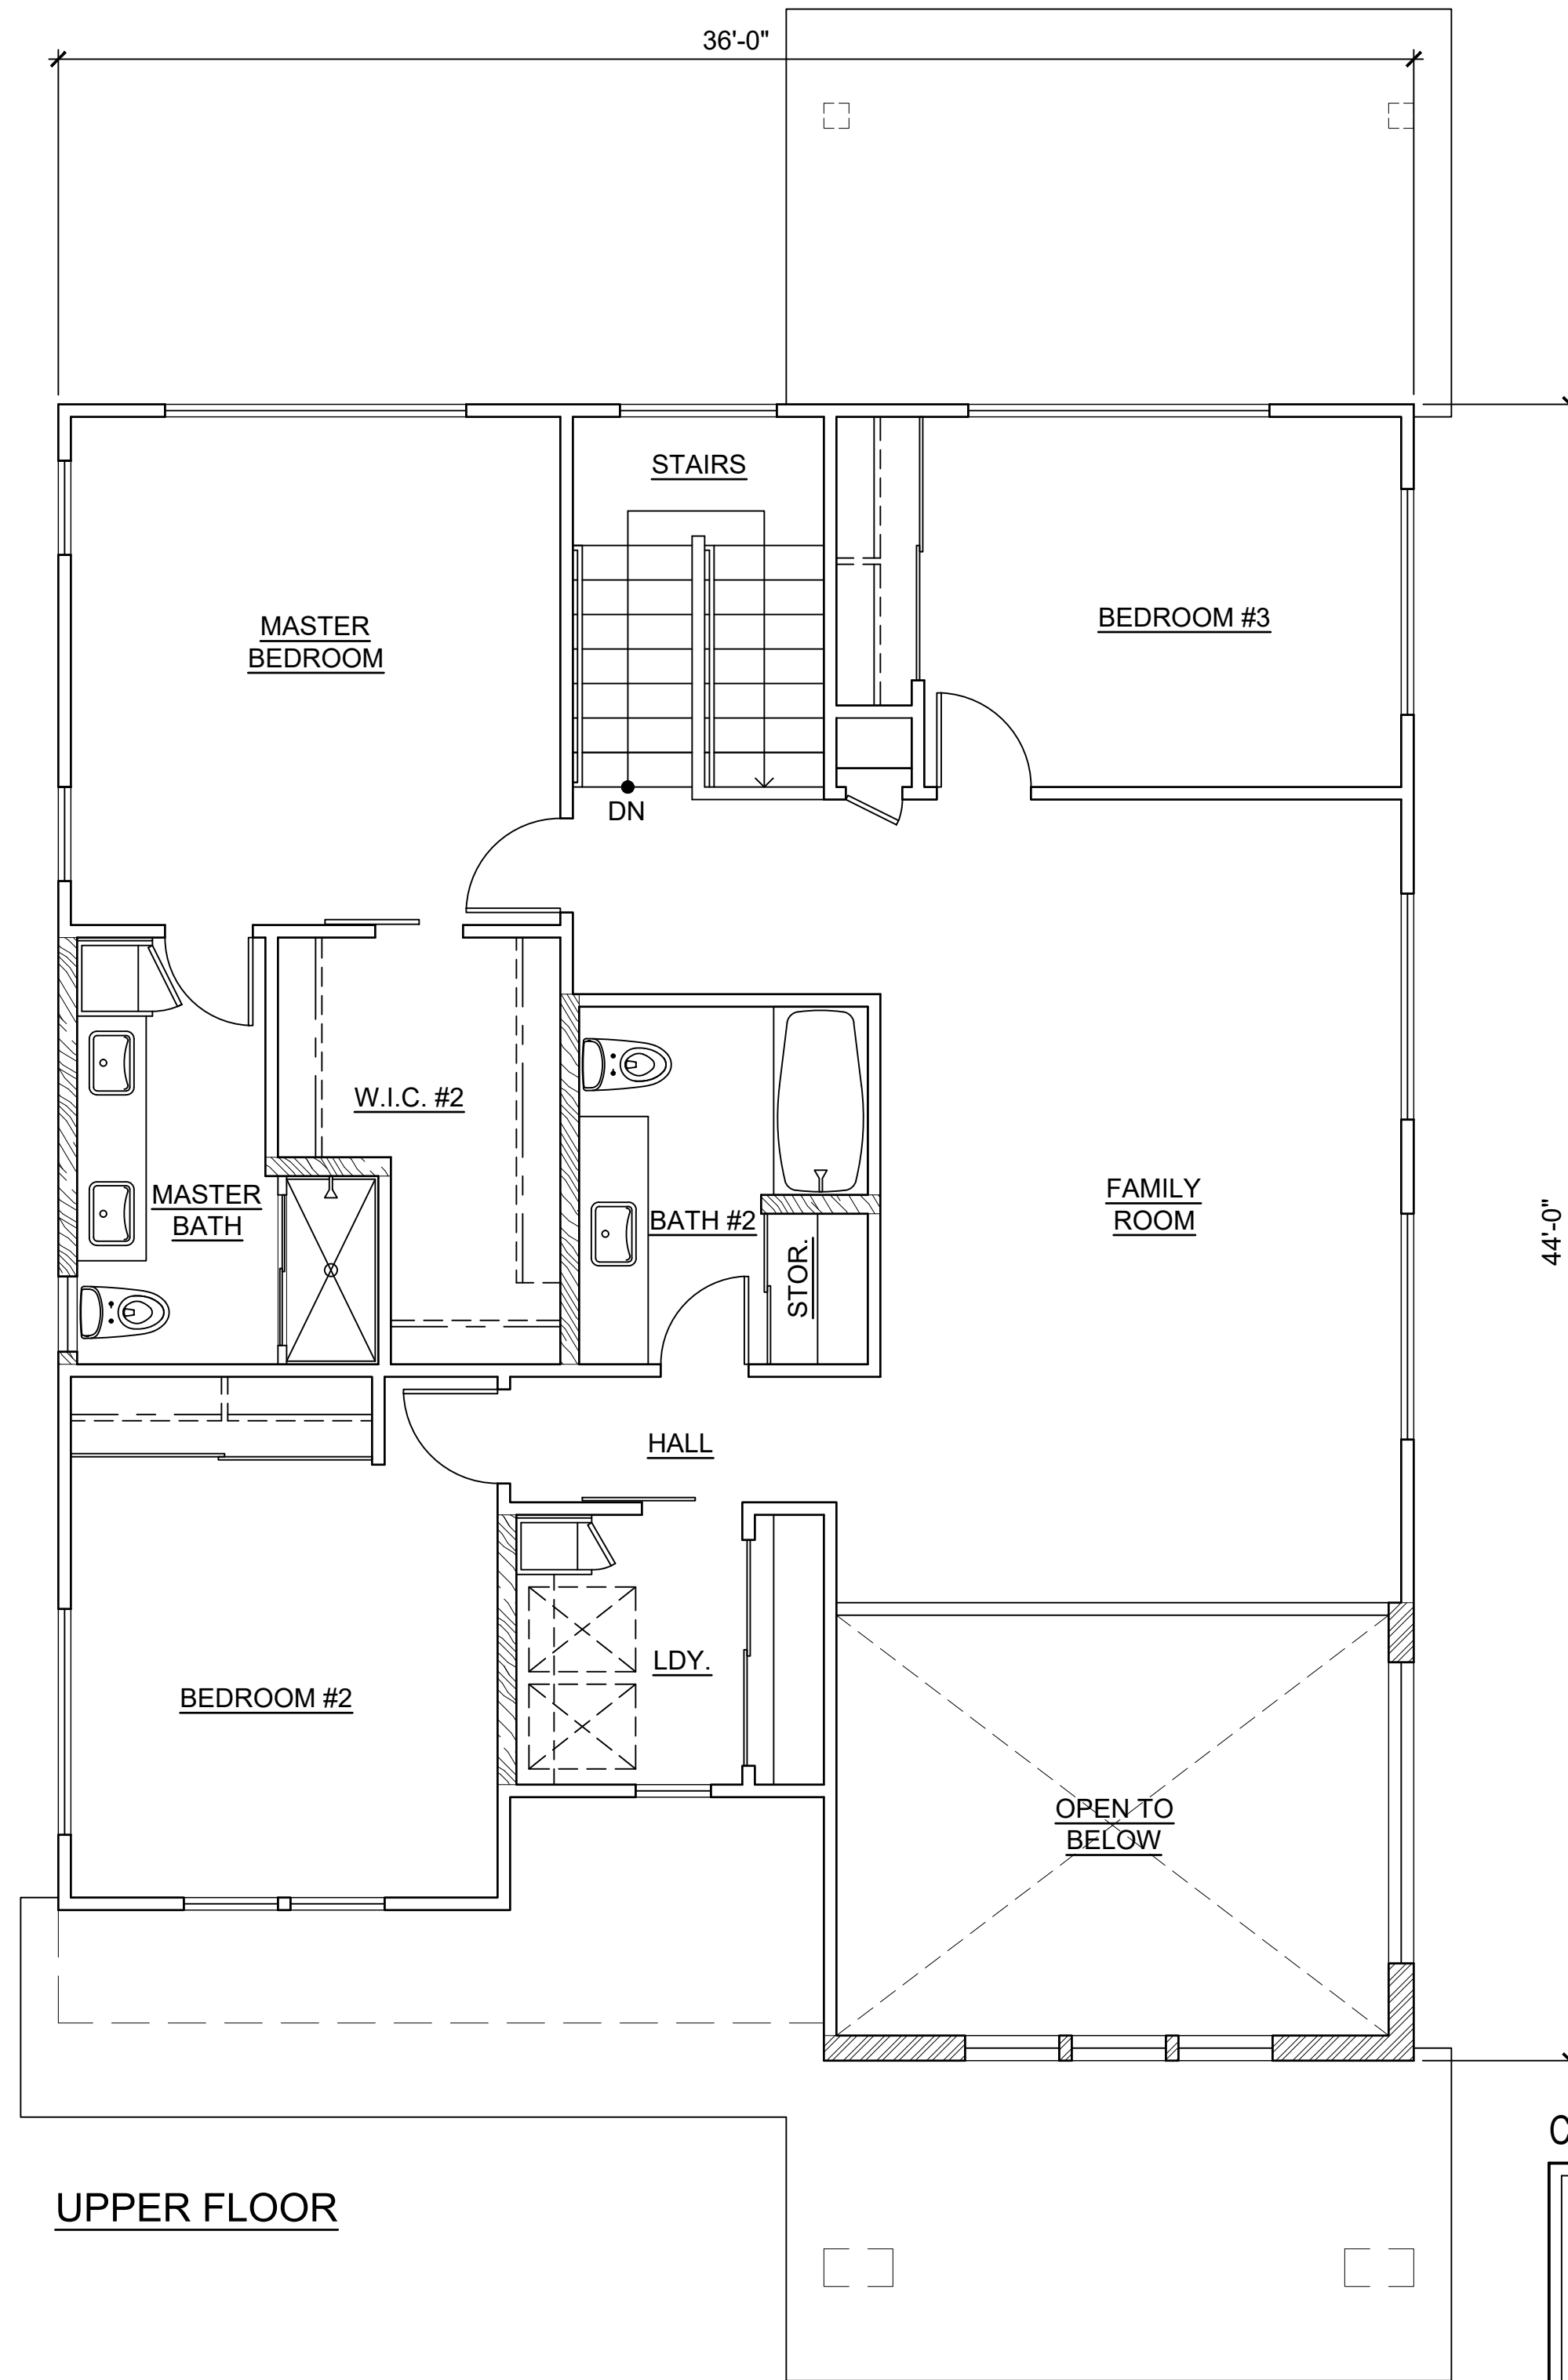 36'-0"
STAIRS
MASTER
BEDROOM
BEDROOM #3
DN
W.I.C. #2
MASTER
BATH
BATH #2
STOR.
FAMILY
ROOM
44'-0"
HALL
LDY.
BEDROOM #2
OPEN TO
BELOW
UPPER FLOOR